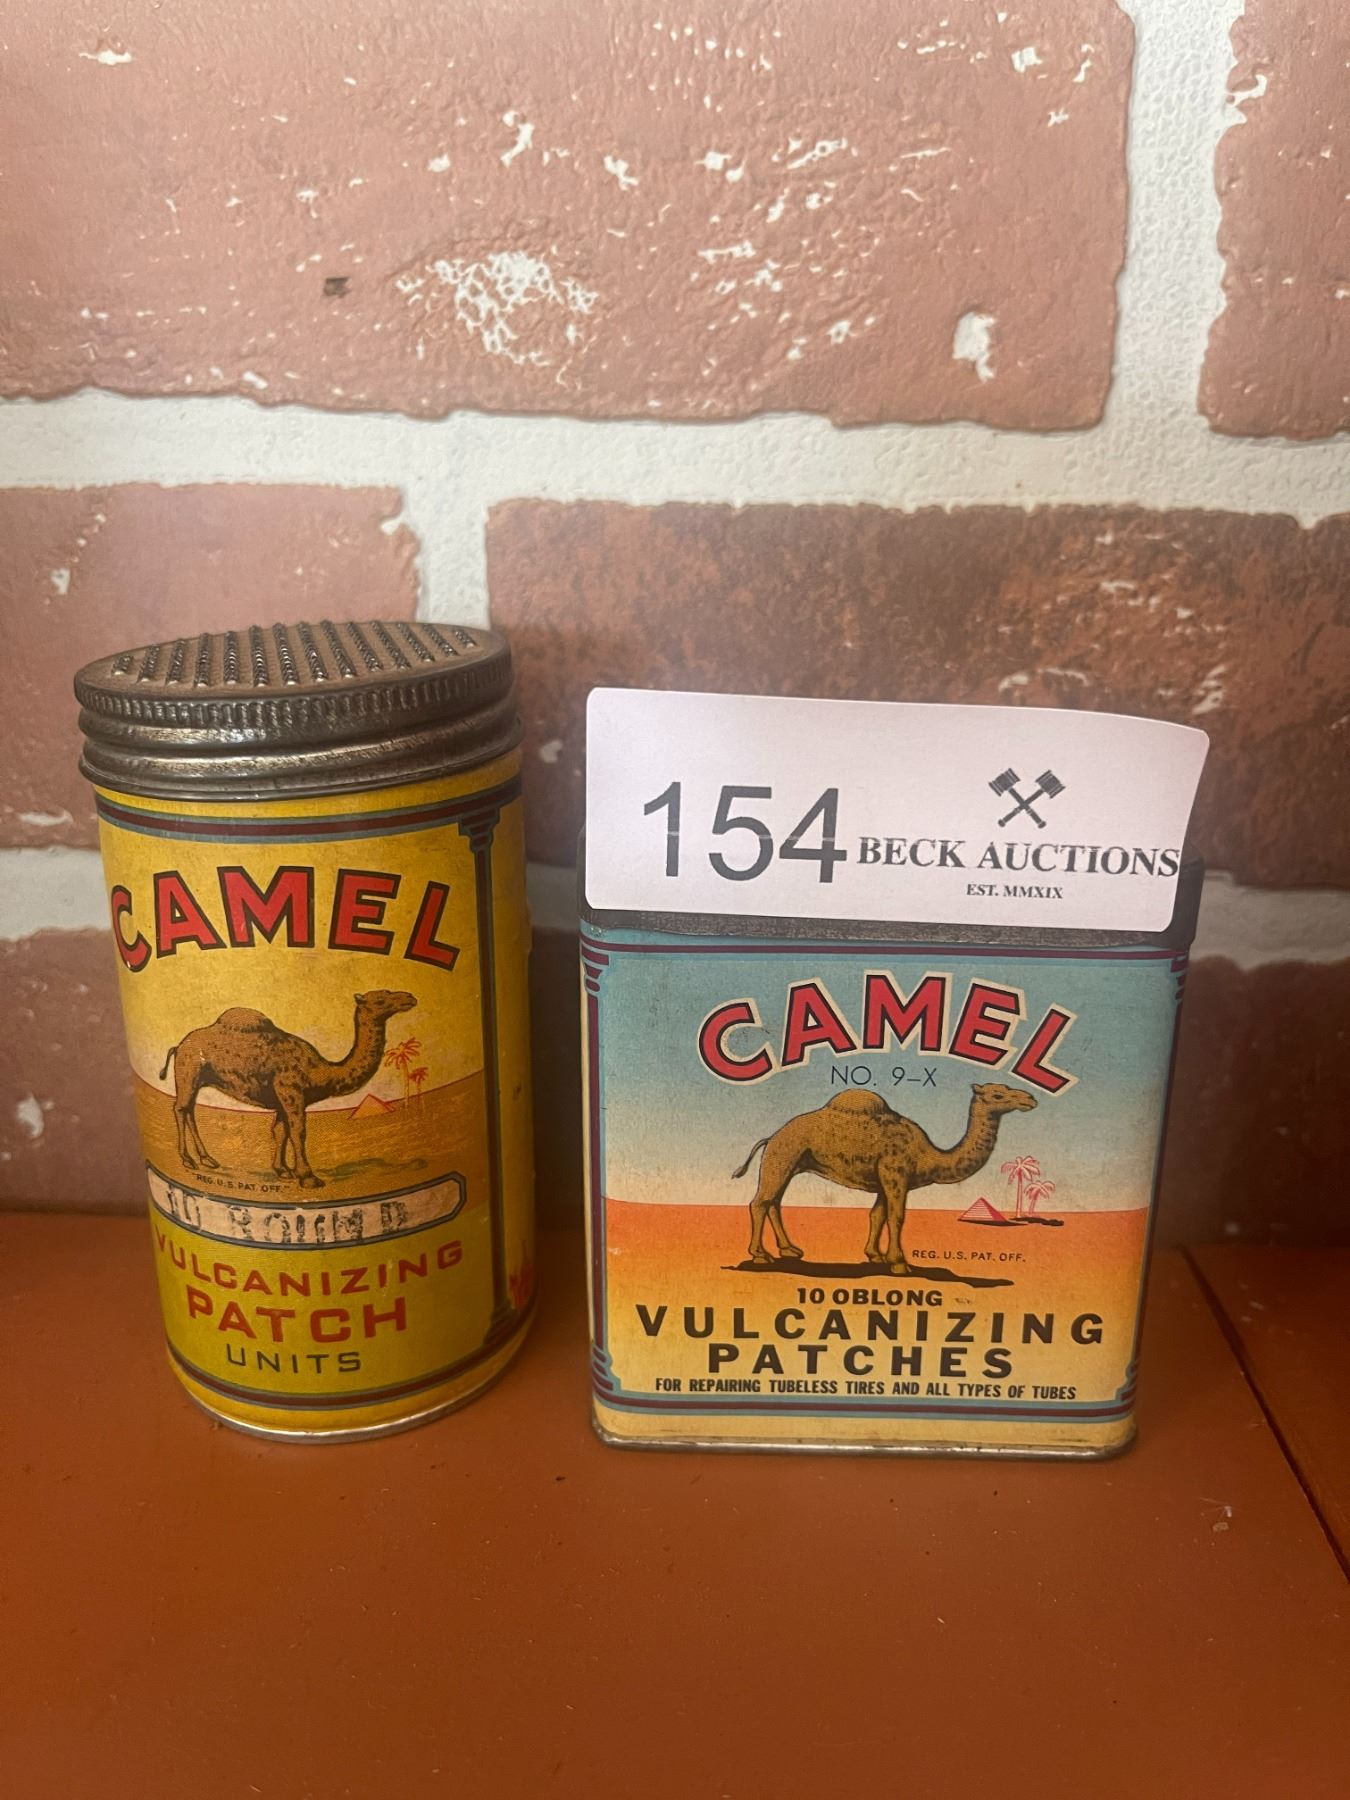 CAMEL
REG. U.S. PAT. OFF.
10 ROUND
VULCANIZING
PATCH
UNITS
154
BECK AUCTIONS
EST. MMXIX
CAMEL
NO. 9-X
REG. U.S. PAT. OFF.
10 OBLONG
VULCANIZING
PATCHES
FOR REPAIRING TUBELESS TIRES AND ALL TYPES OF TUBES